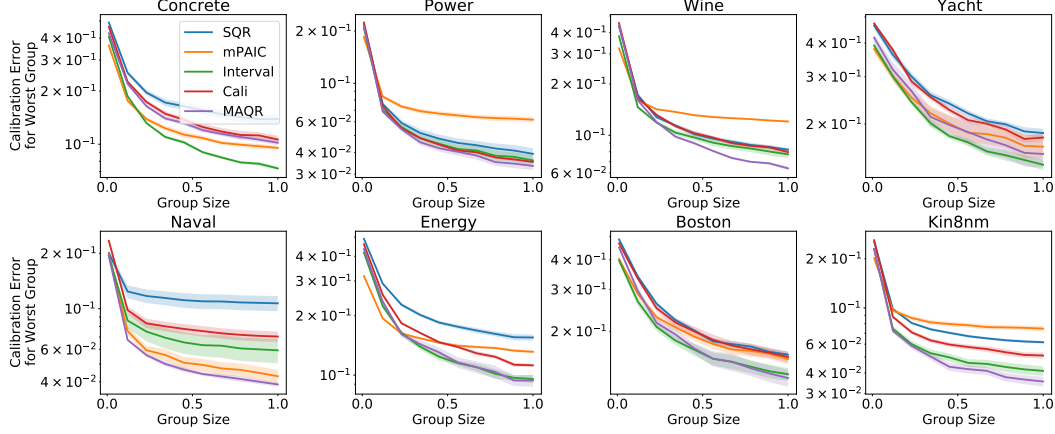 Concrete
Power
Wine
Yacht
Calibration Error
for Worst Group
4 × 10⁻¹
3 × 10⁻¹
2 × 10⁻¹
10⁻¹
SQR
mPAIC
Interval
Cali
MAQR
0.0 0.5 1.0
Group Size
2 × 10⁻¹
10⁻¹
6 × 10⁻²
4 × 10⁻²
3 × 10⁻²
0.0 0.5 1.0
Group Size
4 × 10⁻¹
3 × 10⁻¹
2 × 10⁻¹
10⁻¹
6 × 10⁻²
0.0 0.5 1.0
Group Size
4 × 10⁻¹
3 × 10⁻¹
2 × 10⁻¹
0.0 0.5 1.0
Group Size
Naval
Energy
Boston
Kin8nm
Calibration Error
for Worst Group
2 × 10⁻¹
10⁻¹
6 × 10⁻²
4 × 10⁻²
0.0 0.5 1.0
Group Size
4 × 10⁻¹
3 × 10⁻¹
2 × 10⁻¹
10⁻¹
0.0 0.5 1.0
Group Size
4 × 10⁻¹
3 × 10⁻¹
2 × 10⁻¹
0.0 0.5 1.0
Group Size
2 × 10⁻¹
10⁻¹
6 × 10⁻²
4 × 10⁻²
3 × 10⁻²
0.0 0.5 1.0
Group Size